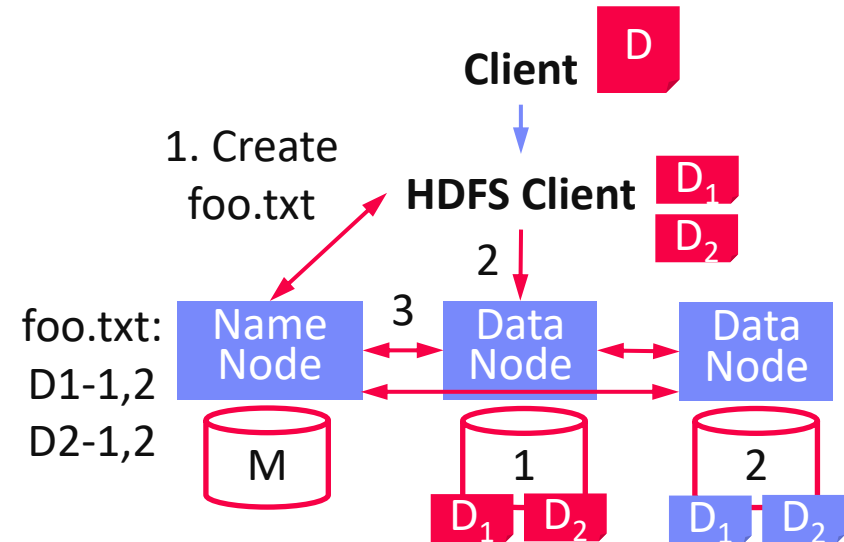 Client
D
1. Create
foo.txt
HDFS Client
D₁
D₂
2
foo.txt:
D1-1,2
D2-1,2
Name
Node
3
Data
Node
Data
Node
M
1
2
D₁
D₂
D₁
D₂